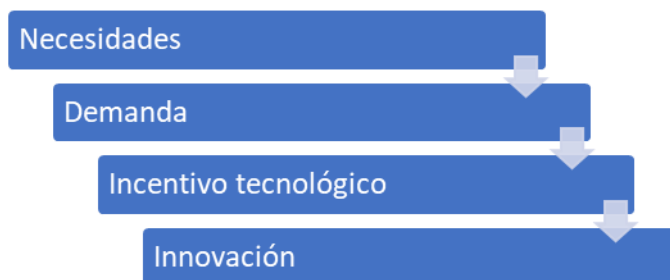 Necesidades
Demanda
Incentivo tecnológico
Innovación